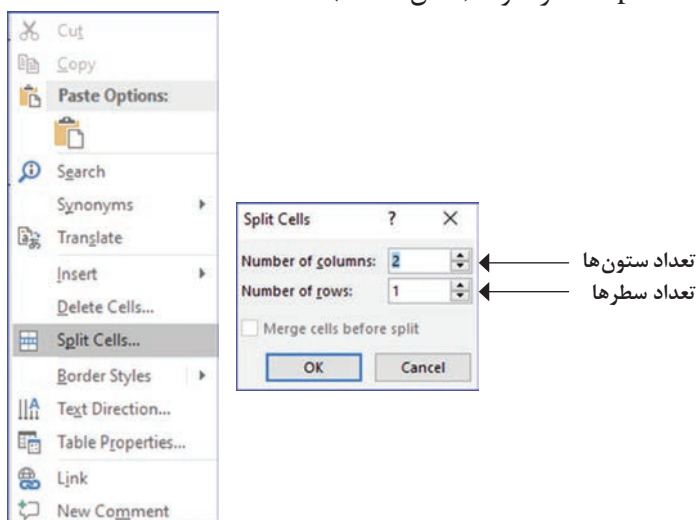 Cut
Copy
Paste Options:
Search
Synonyms
Translate
Insert
Delete Cells...
Split Cells...
Border Styles
Text Direction...
Table Properties...
Link
New Comment
Split Cells ? ×
Number of columns: 2
تعداد ستون‌ها
Number of rows: 1
تعداد سطرها
Merge cells before split
OK Cancel